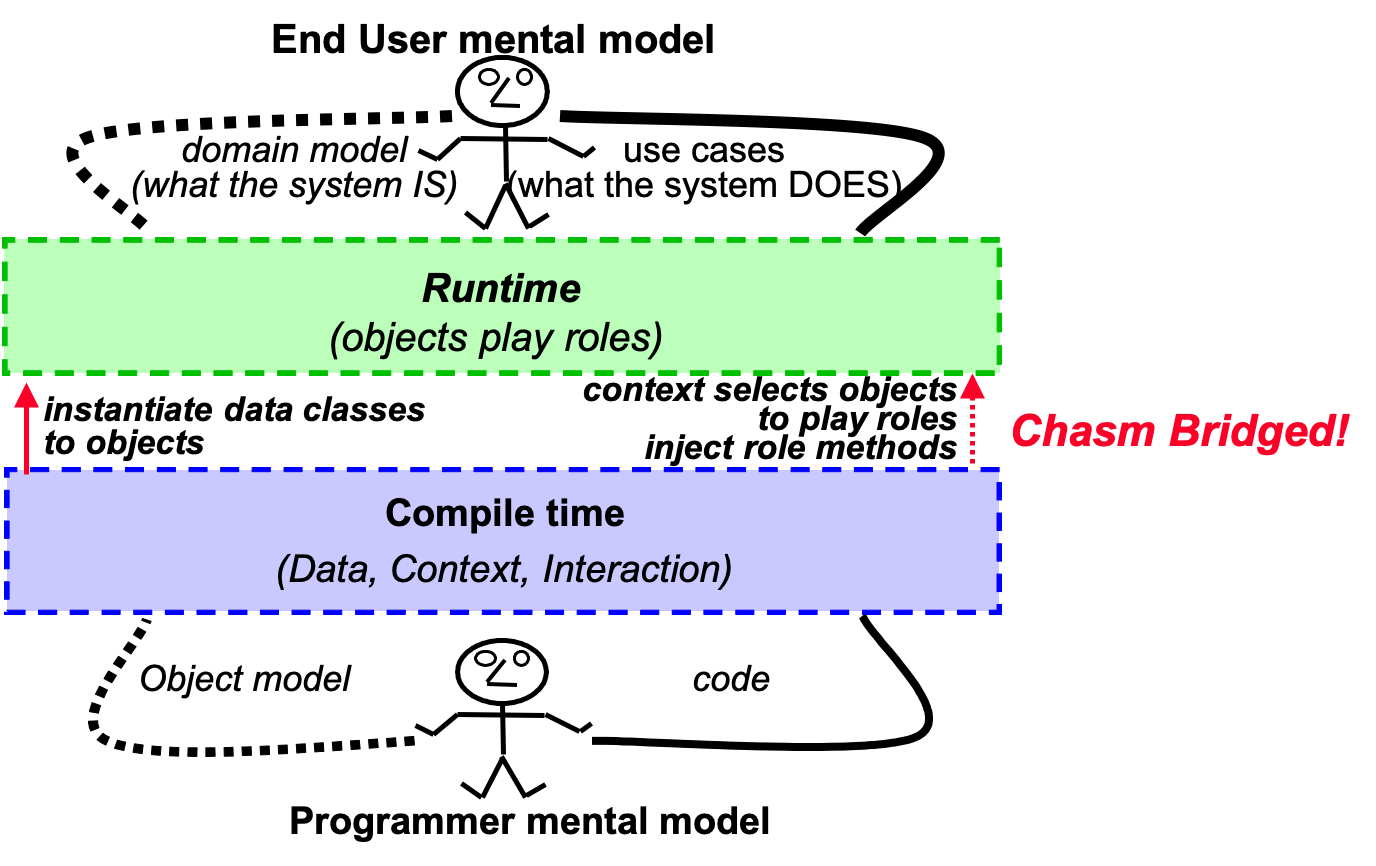 End User mental model
domain model
(what the system IS)
use cases
(what the system DOES)
Runtime
(objects play roles)
instantiate data classes
to objects
context selects objects
to play roles
inject role methods
Chasm Bridged!
Compile time
(Data, Context, Interaction)
Object model
code
Programmer mental model